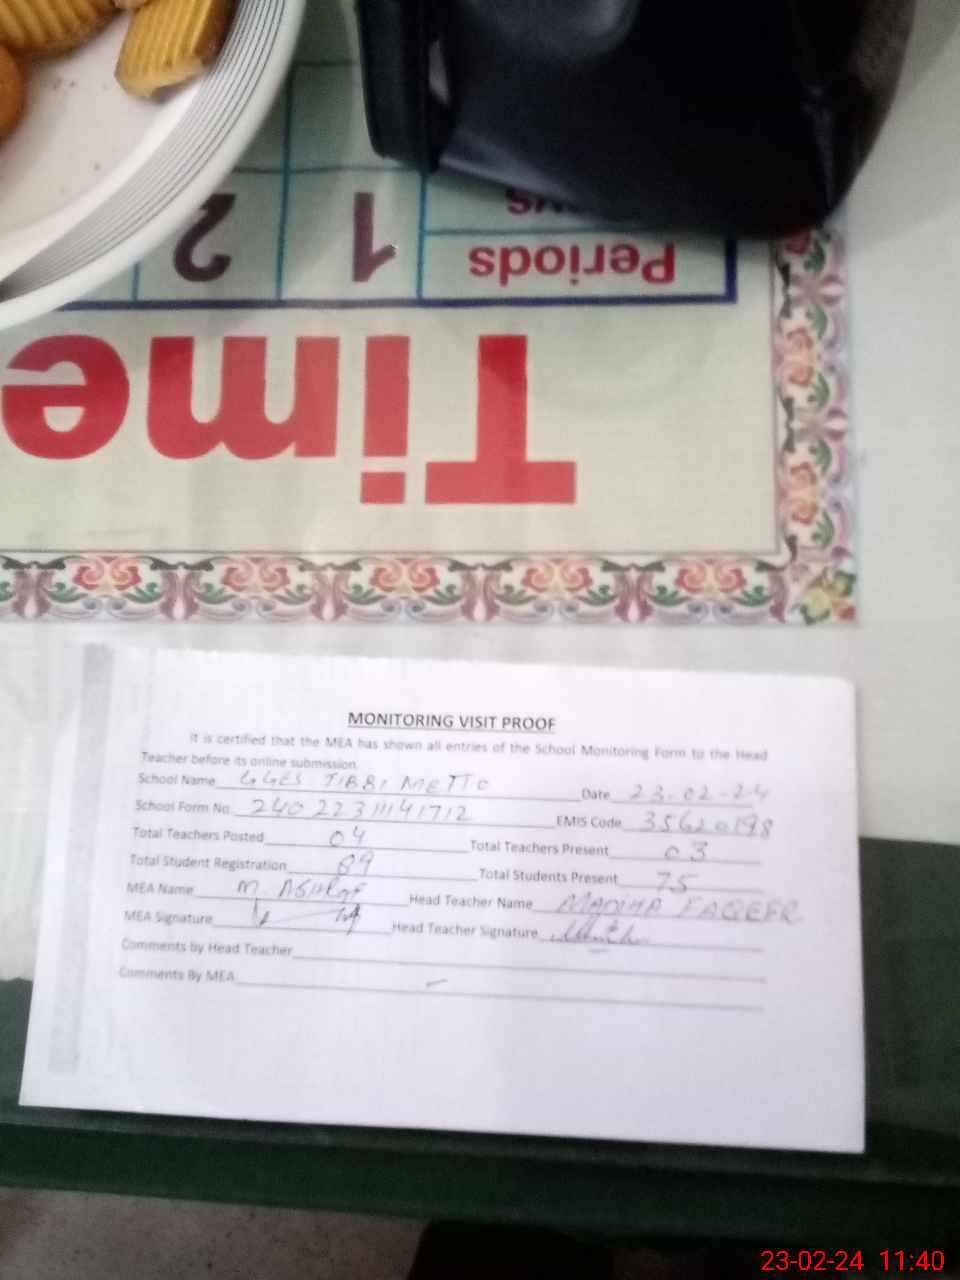 Periods
1
2
Time
MONITORING VISIT PROOF
It is certified that the MEA has shown all entries of the School Monitoring Form to the Head
Teacher before its online submission
School Name GGES TIBBI METTO Date 23-02-24
School Form No. EMIS Code 35620198
Total Teachers Posted 04 Total Teachers Present 03
Total Student Registration 89 Total Students Present 75
MEA Name M. ASHRAF Head Teacher Name MADIHA FAQEER
MEA Signature Head Teacher Signature
Comments by Head Teacher
Comments By MEA
23-02-24 11:40